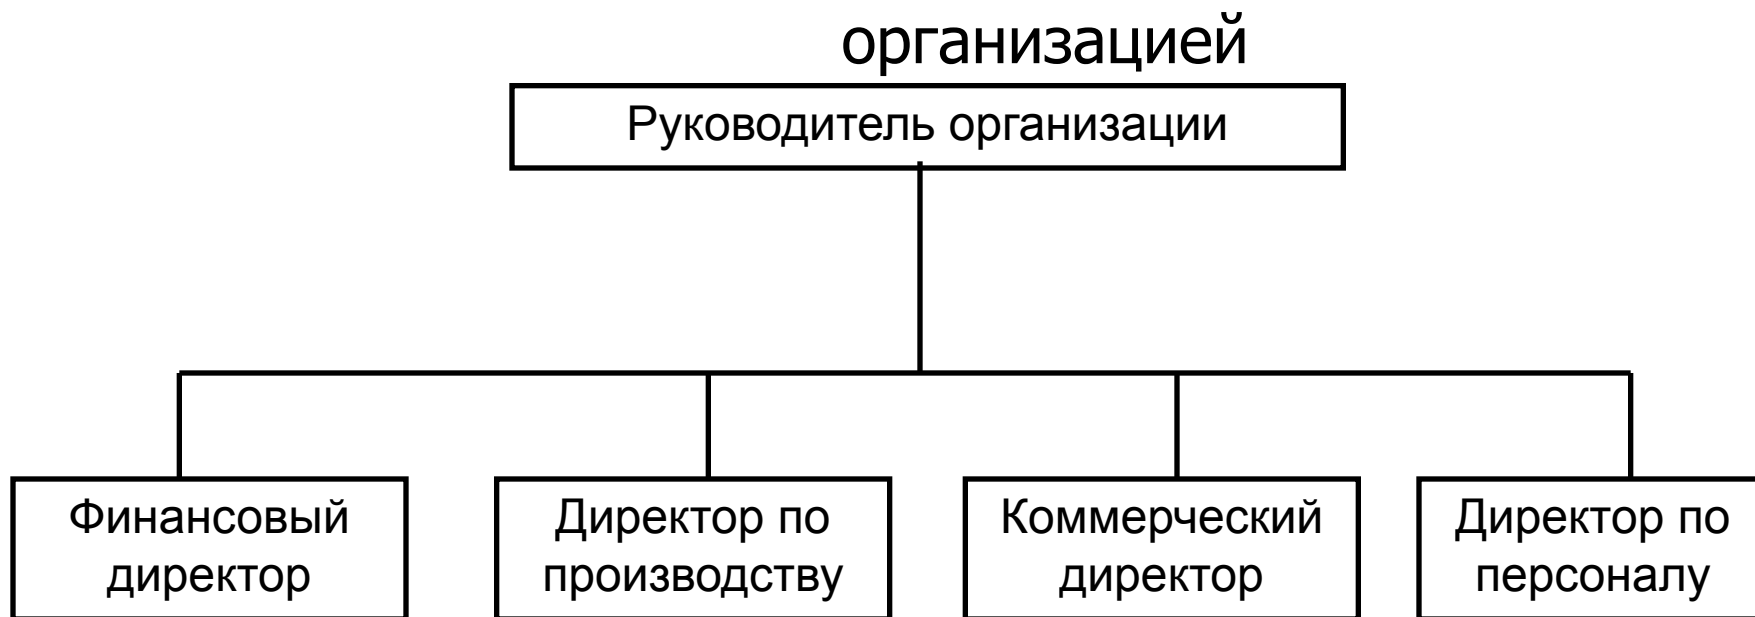 организацией
Руководитель организации
Финансовый
директор
Директор по
производству
Коммерческий
директор
Директор по
персоналу